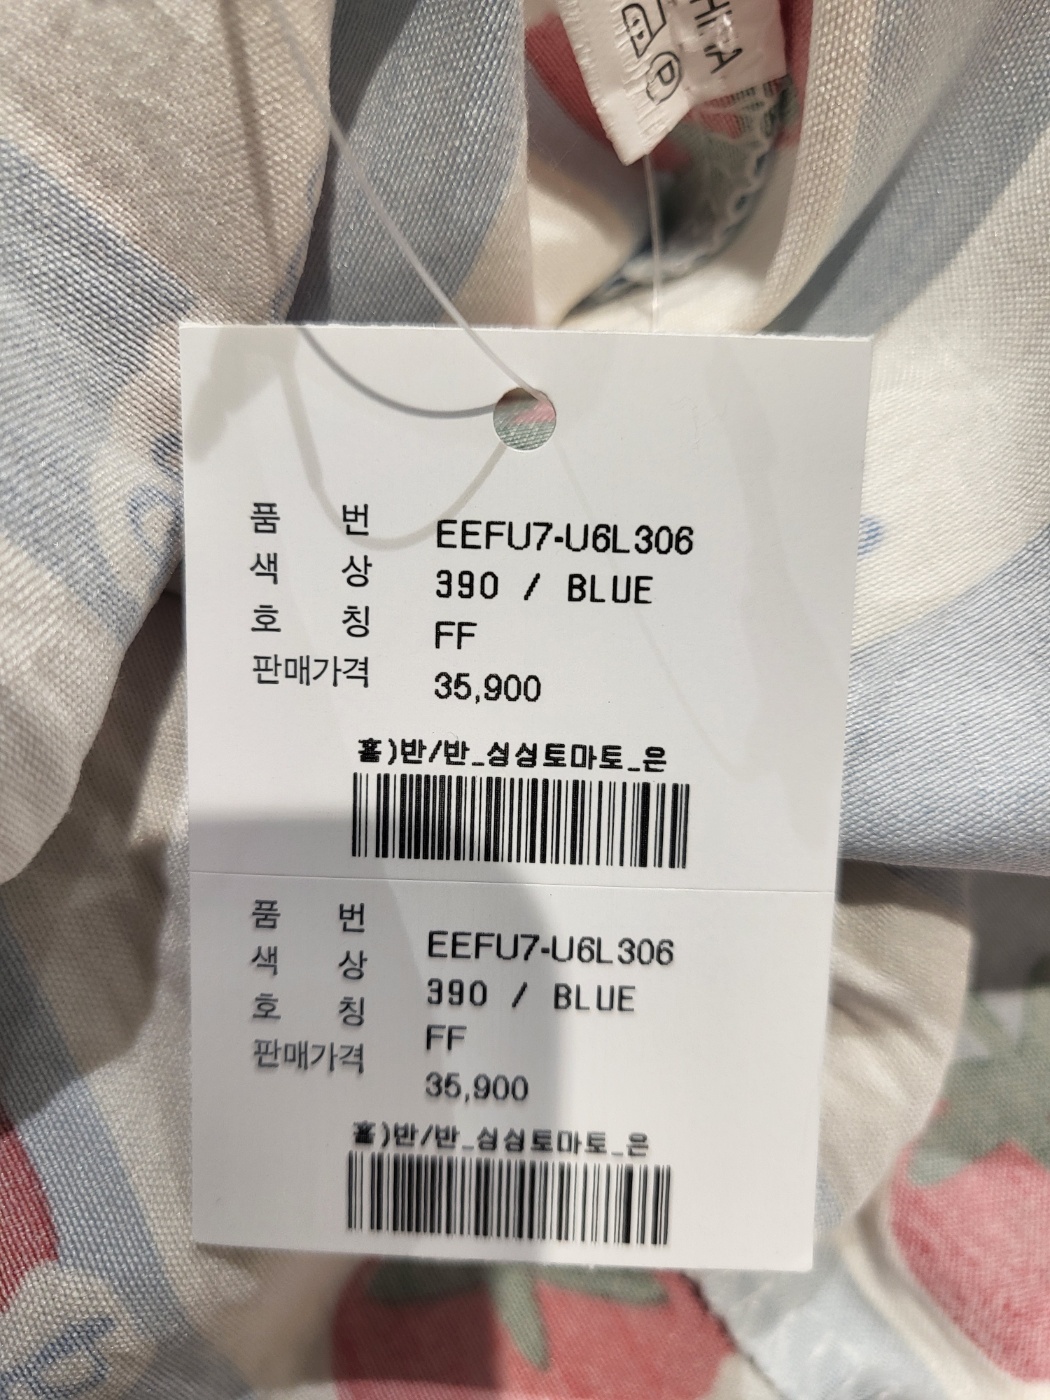 품 번 EEFU7-U6L306
색 상 390 / BLUE
호 칭 FF
판매가격 35,900
홑)반/반_싱싱토마토_은
품 번 EEFU7-U6L306
색 상 390 / BLUE
호 칭 FF
판매가격 35,900
홑)반/반_싱싱토마토_은